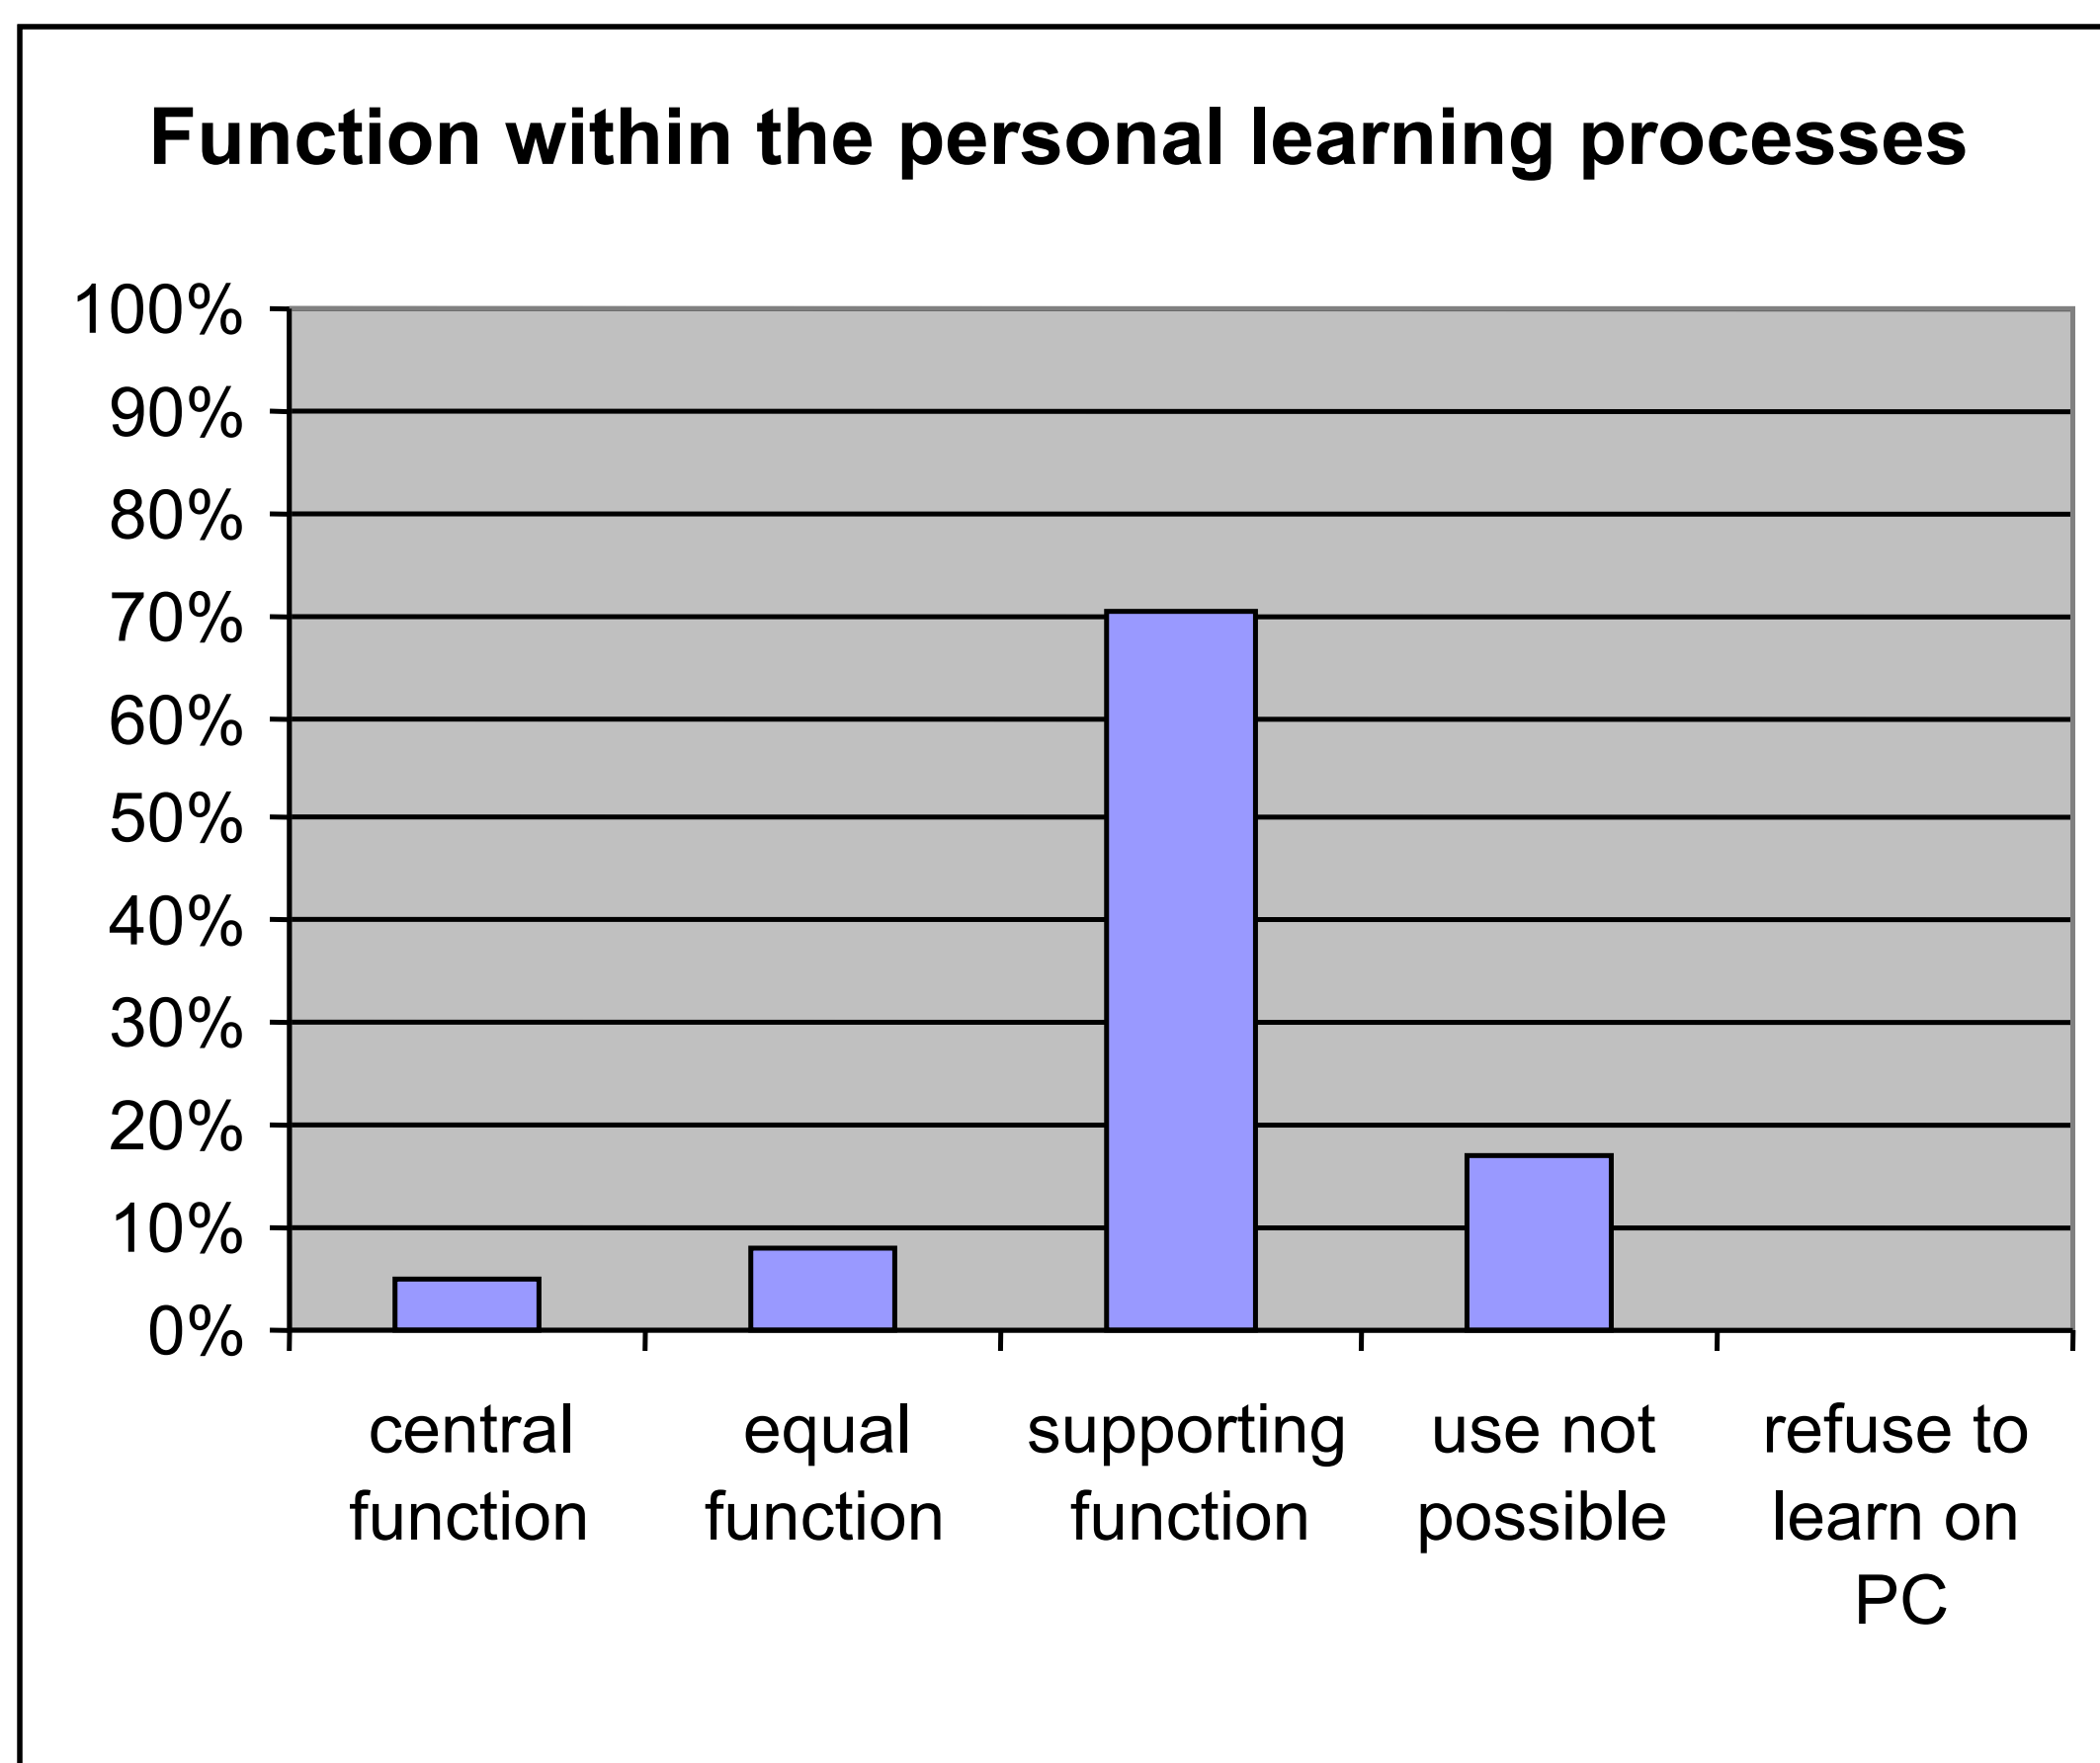 Function within the personal learning processes
100%
90%
80%
70%
60%
50%
40%
30%
20%
10%
0%
central function
equal function
supporting function
use not possible
refuse to learn on PC